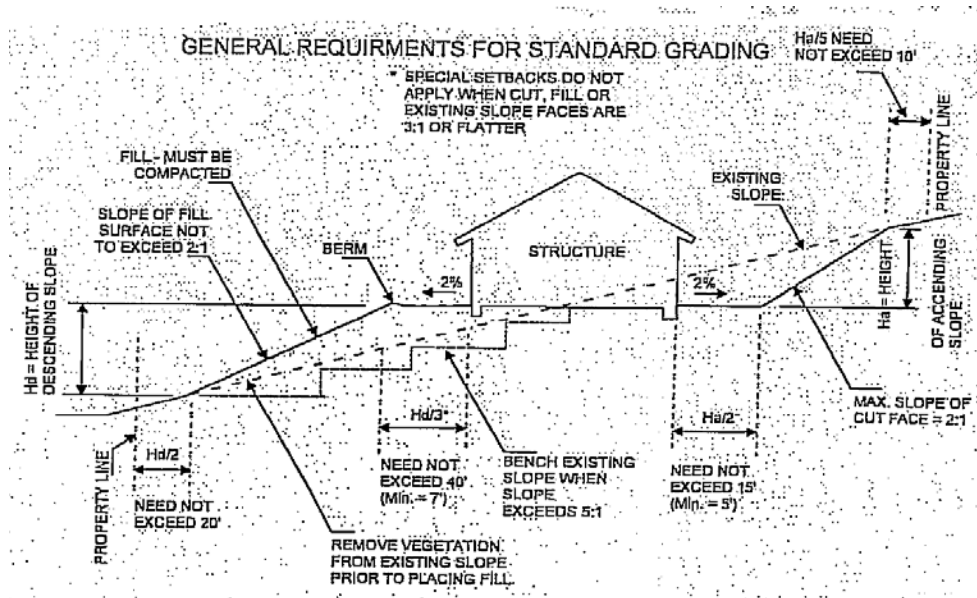 GENERAL REQUIRMENTS FOR STANDARD GRADING
* SPECIAL SETBACKS DO NOT
APPLY WHEN CUT, FILL OR
EXISTING SLOPE FACES ARE
3:1 OR FLATTER
Ha/5 NEED
NOT EXCEED 10'
PROPERTY LINE
FILL - MUST BE
COMPACTED
SLOPE OF FILL
SURFACE NOT
TO EXCEED 2:1
BERM
2%
STRUCTURE
2%
EXISTING
SLOPE
Ha = HEIGHT
OF ACCENDING
SLOPE
Hd = HEIGHT OF
DESCENDING SLOPE
MAX. SLOPE OF
CUT FACE = 2:1
PROPERTY LINE
Hd/2
NEED NOT
EXCEED 20'
Hd/3*
NEED NOT
EXCEED 40'
(Min. = 7')
BENCH EXISTING
SLOPE WHEN
SLOPE
EXCEEDS 5:1
Ha/2*
NEED NOT
EXCEED 15'
(Min. = 5')
REMOVE VEGETATION
FROM EXISTING SLOPE
PRIOR TO PLACING FILL.